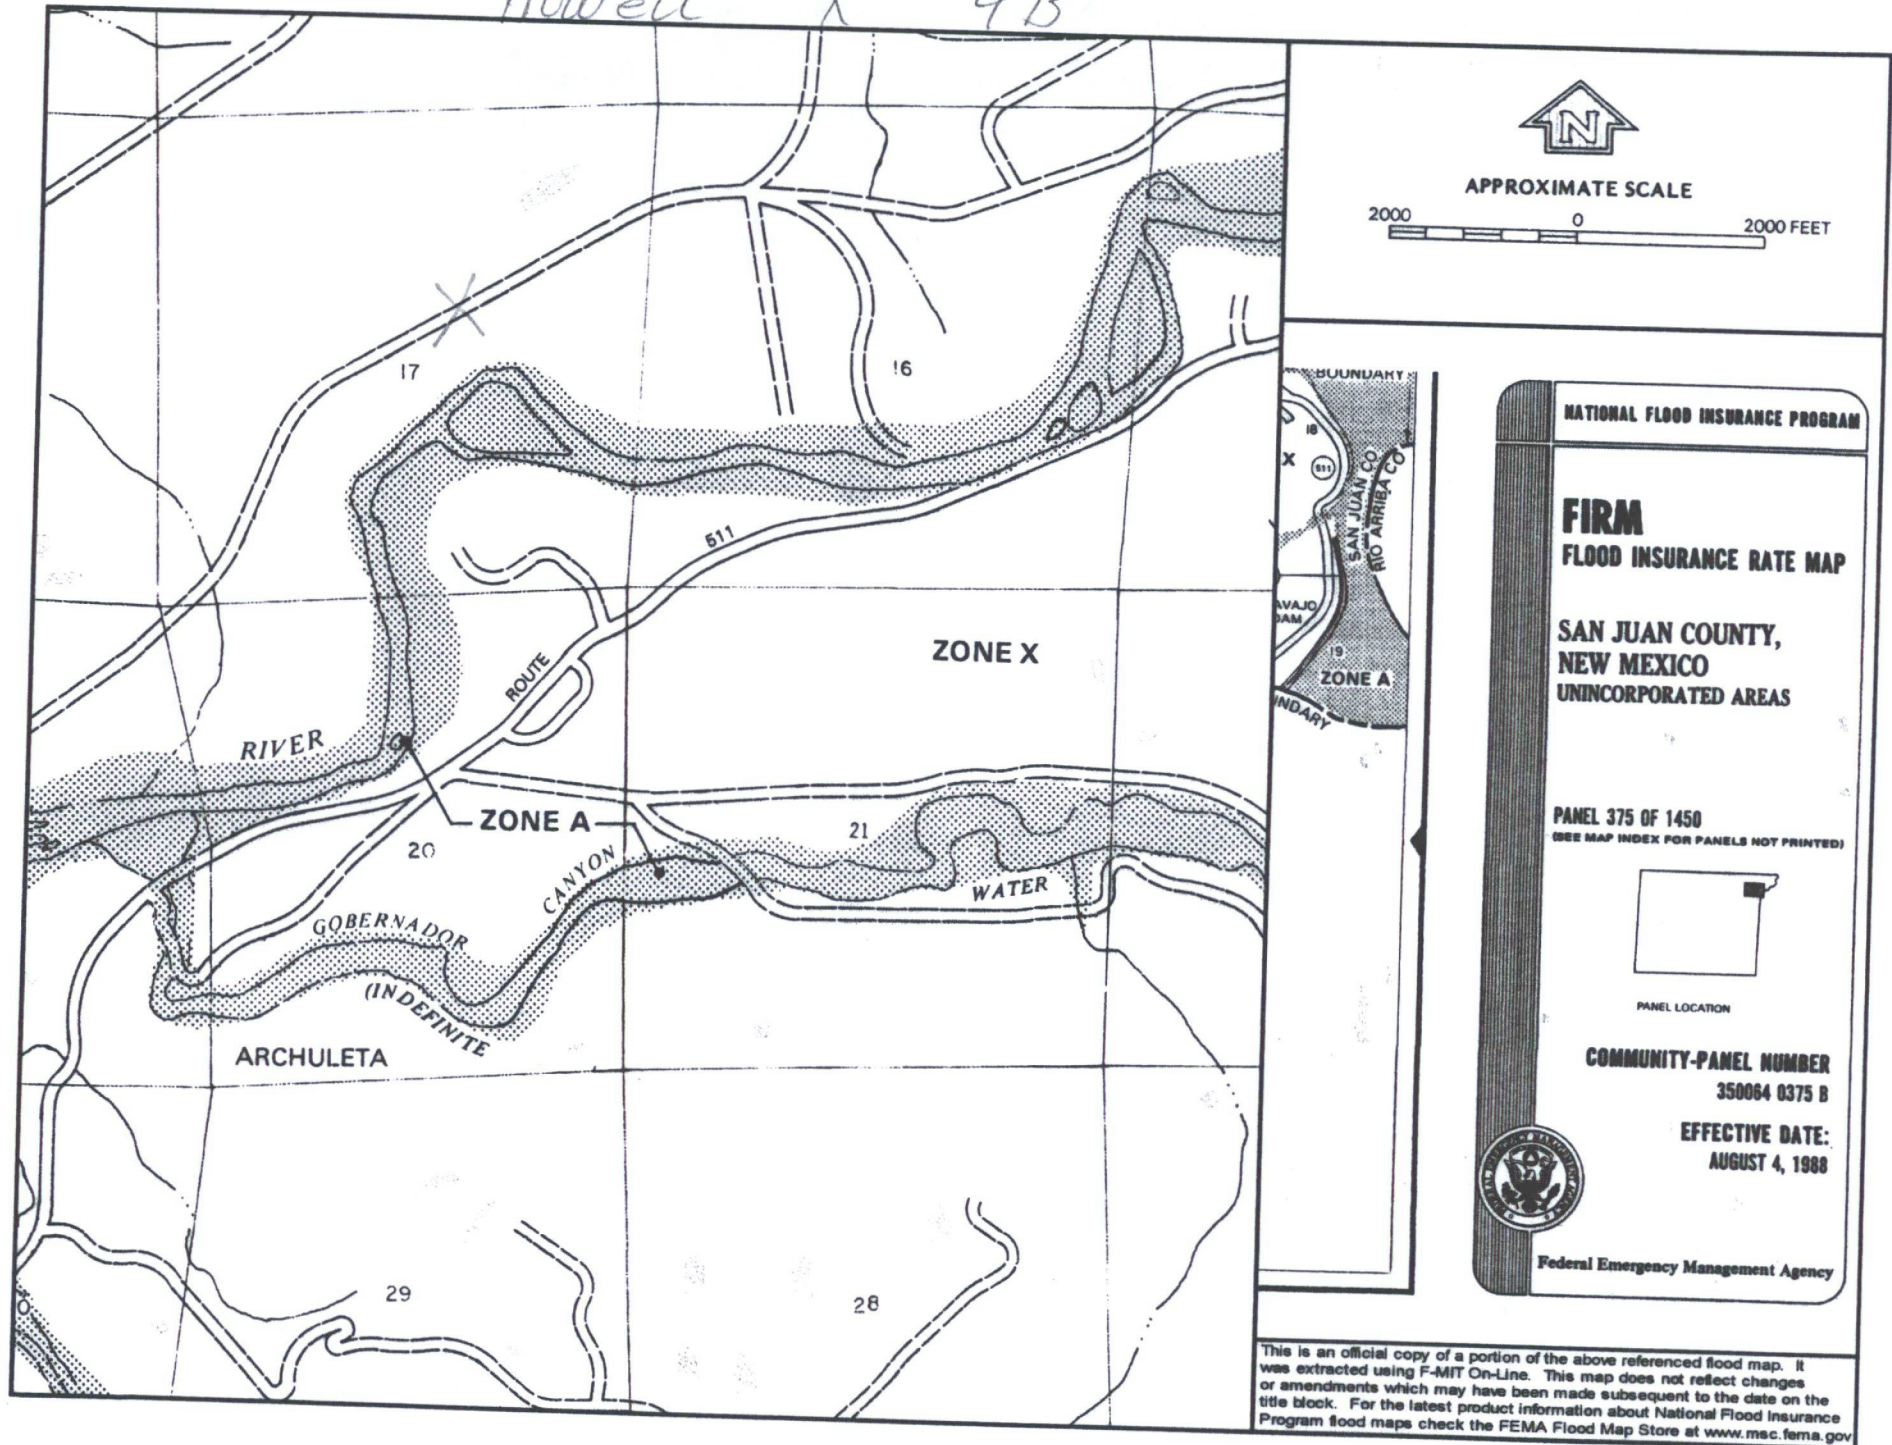 Howell X 4B
N
APPROXIMATE SCALE
2000 0 2000 FEET
17
16
511
ROUTE
ZONE X
RIVER
ZONE A
20
21
CANYON
WATER
GOBERNADOR
(INDEFINITE
ARCHULETA
29
28
BOUNDARY
18
X
511
SAN JUAN CO
RIO ARRIBA CO
AVAJO
DAM
19
ZONE A
NDARY
NATIONAL FLOOD INSURANCE PROGRAM
FIRM
FLOOD INSURANCE RATE MAP
SAN JUAN COUNTY,
NEW MEXICO
UNINCORPORATED AREAS
PANEL 375 OF 1450
(SEE MAP INDEX FOR PANELS NOT PRINTED)
PANEL LOCATION
COMMUNITY-PANEL NUMBER
350064 0375 B
EFFECTIVE DATE:
AUGUST 4, 1988
Federal Emergency Management Agency
This is an official copy of a portion of the above referenced flood map. It
was extracted using F-MIT On-Line. This map does not reflect changes
or amendments which may have been made subsequent to the date on the
title block. For the latest product information about National Flood Insurance
Program flood maps check the FEMA Flood Map Store at www.msc.fema.gov